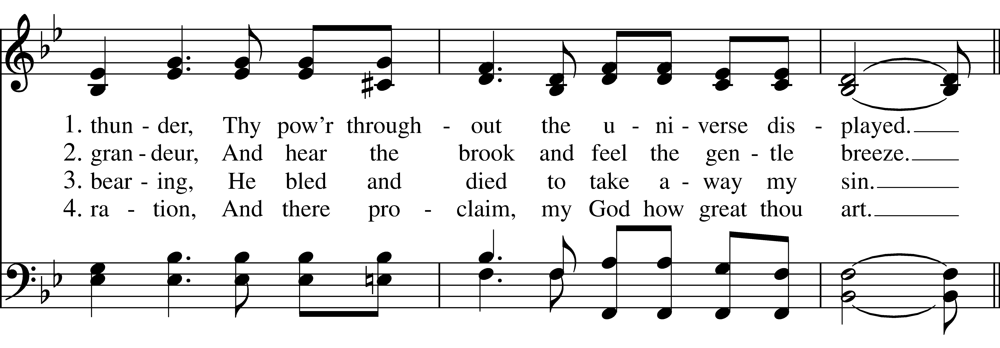 1. thun - der, Thy pow’r through - out the u - ni - verse dis - played.
2. gran - deur, And hear the brook and feel the gen - tle breeze.
3. bear - ing, He bled and died to take a - way my sin.
4. ra - tion, And there pro - claim, my God how great thou art.